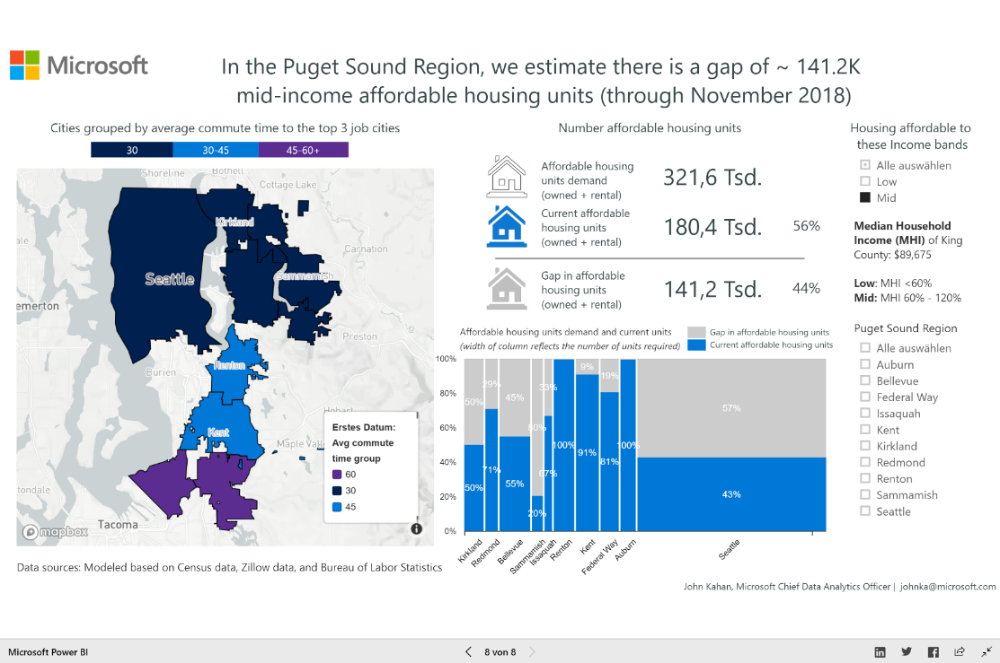 Microsoft
In the Puget Sound Region, we estimate there is a gap of ~ 141.2K
mid-income affordable housing units (through November 2018)
Cities grouped by average commute time to the top 3 job cities
30
30-45
45-60+
Shoreline
Bothell
Cottage Lake
Kirkland
Carnation
Seattle
Sammamish
emerton
Preston
Burien
Renton
Hobart
Kent
Maple Vall
Tacoma
mapbox
Erstes Datum:
Avg commute
time group
60
30
45
Data sources: Modeled based on Census data, Zillow data, and Bureau of Labor Statistics
Number affordable housing units
Affordable housing
units demand
(owned + rental)
321,6 Tsd.
Current affordable
housing units
(owned + rental)
180,4 Tsd.
56%
Gap in affordable
housing units
(owned + rental)
141,2 Tsd.
44%
Affordable housing units demand and current units
(width of column reflects the number of units required)
Gap in affordable housing units
Current affordable housing units
100%
80%
60%
40%
20%
0%
50%
29%
45%
80%
33%
9%
19%
57%
50%
71%
55%
20%
67%
100%
91%
81%
100%
43%
Kirkland
Redmond
Bellevue
Sammamish
Issaquah
Renton
Kent
Federal Way
Auburn
Seattle
Housing affordable to
these Income bands
Alle auswählen
Low
Mid
Median Household
Income (MHI) of King
County: $89,675
Low: MHI <60%
Mid: MHI 60% - 120%
Puget Sound Region
Alle auswählen
Auburn
Bellevue
Federal Way
Issaquah
Kent
Kirkland
Redmond
Renton
Sammamish
Seattle
John Kahan, Microsoft Chief Data Analytics Officer | johnka@microsoft.com
Microsoft Power BI
8 von 8